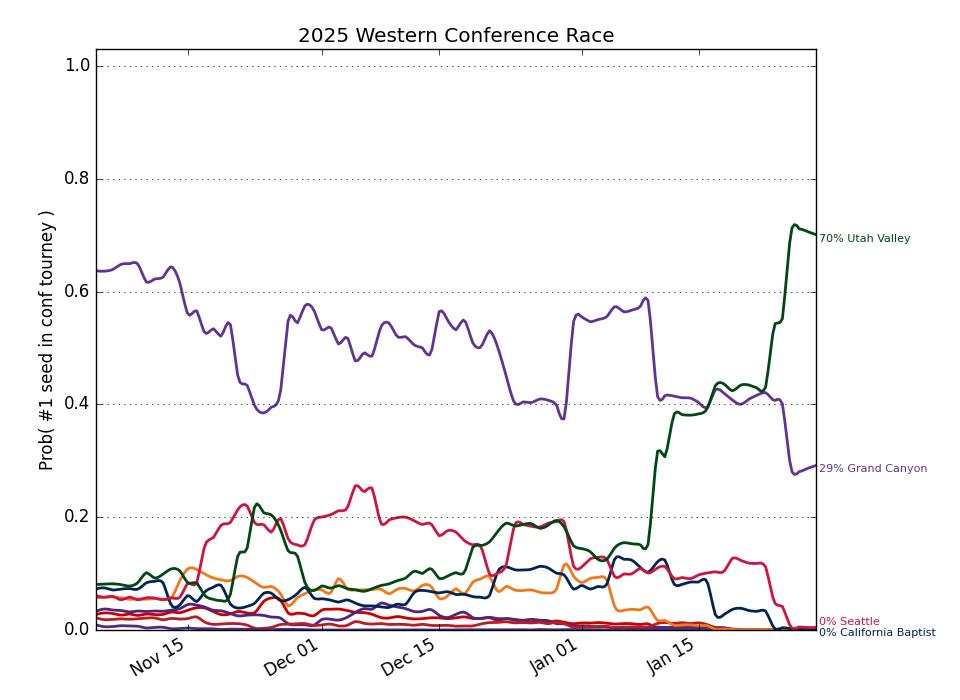 2025 Western Conference Race
Prob( #1 seed in conf tourney )
1.0
0.8
0.6
0.4
0.2
0.0
Nov 15
Dec 01
Dec 15
Jan 01
Jan 15
70% Utah Valley
29% Grand Canyon
0% Seattle
0% California Baptist